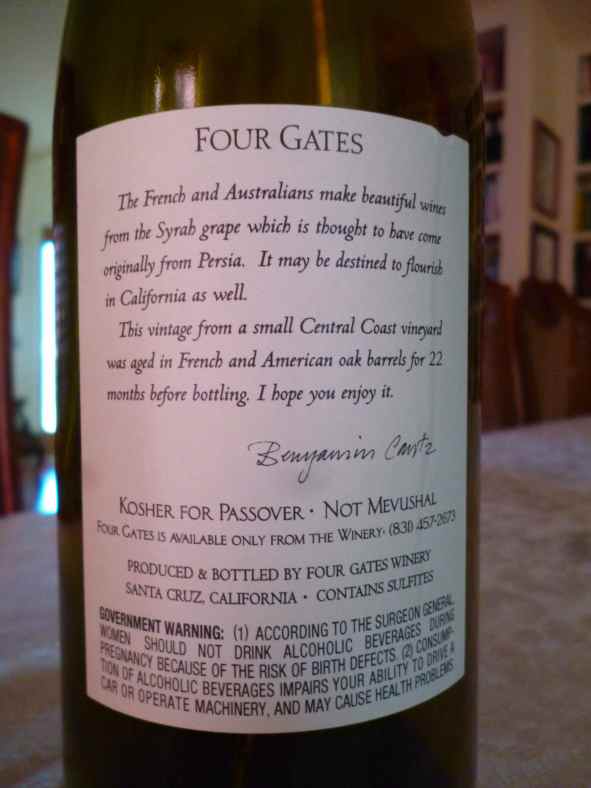 FOUR GATES
The French and Australians make beautiful wines
from the Syrah grape which is thought to have come
originally from Persia. It may be destined to flourish
in California as well.
This vintage from a small Central Coast vineyard
was aged in French and American oak barrels for 22
months before bottling. I hope you enjoy it.
Benyamin Cantz
KOSHER FOR PASSOVER · NOT MEVUSHAL
FOUR GATES IS AVAILABLE ONLY FROM THE WINERY· (831) 457-2673
PRODUCED & BOTTLED BY FOUR GATES WINERY
SANTA CRUZ, CALIFORNIA · CONTAINS SULFITES
GOVERNMENT WARNING: (1) ACCORDING TO THE SURGEON GENERAL,
WOMEN SHOULD NOT DRINK ALCOHOLIC BEVERAGES DURING
PREGNANCY BECAUSE OF THE RISK OF BIRTH DEFECTS. (2) CONSUMP-
TION OF ALCOHOLIC BEVERAGES IMPAIRS YOUR ABILITY TO DRIVE A
CAR OR OPERATE MACHINERY, AND MAY CAUSE HEALTH PROBLEMS.